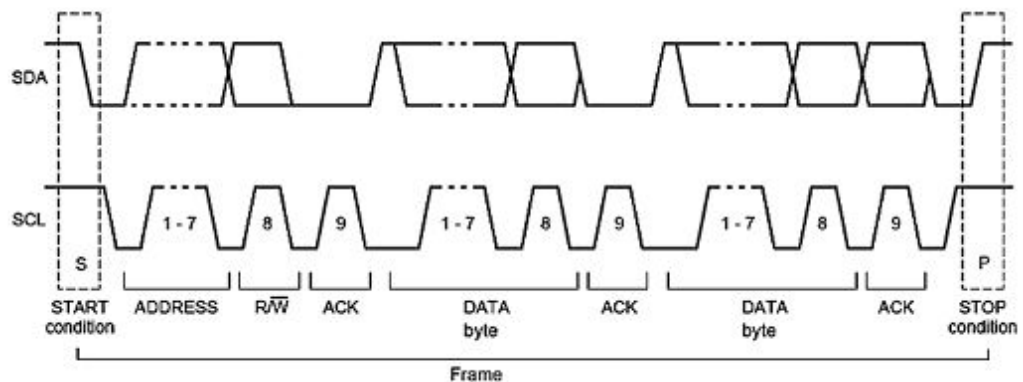 SDA
SCL
1 - 7 8 9 1 - 7 8 9 1 - 7 8 9
S P
START condition ADDRESS R/W̅ ACK DATA byte ACK DATA byte ACK STOP condition
Frame